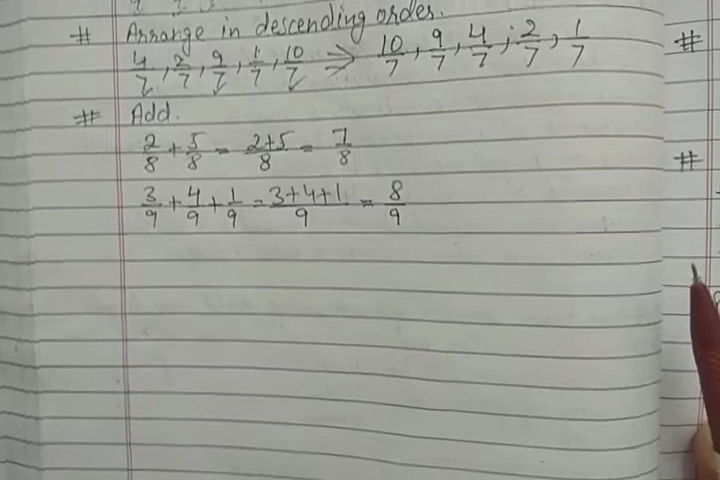 # Arrange in descending order.
4/7, 2/7, 9/7, 1/7, 10/7 ⇒ 10/7, 9/7, 4/7, 2/7, 1/7 #
# Add.
2/8 + 5/8 = 2+5/8 = 7/8
#
3/9 + 4/9 + 1/9 = 3+4+1/9 = 8/9